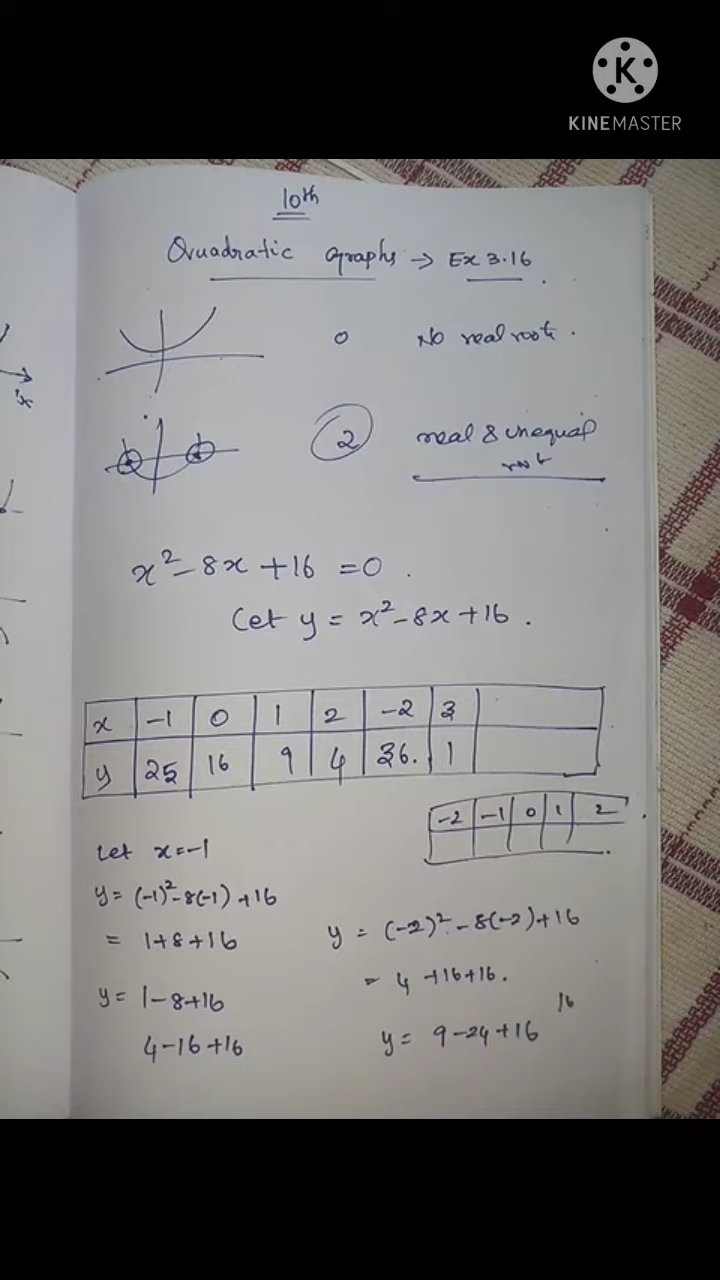 K
KINEMASTER
10th
Quadratic Graphs → Ex 3.16
0 No real roots.
2 real & unequal
x² - 8x + 16 = 0.
Let y = x² - 8x + 16.
x -1 0 1 2 -2 3
y 25 16 9 4 36. 1
-2 -1 0 1 2
Let x = -1
y = (-1)² - 8(-1) + 16
= 1 + 8 + 16
y = 1 - 8 + 16
4 - 16 + 16
y = (-2)² - 8(-2) + 16
= 4 + 16 + 16.
16
y = 9 - 24 + 16
x